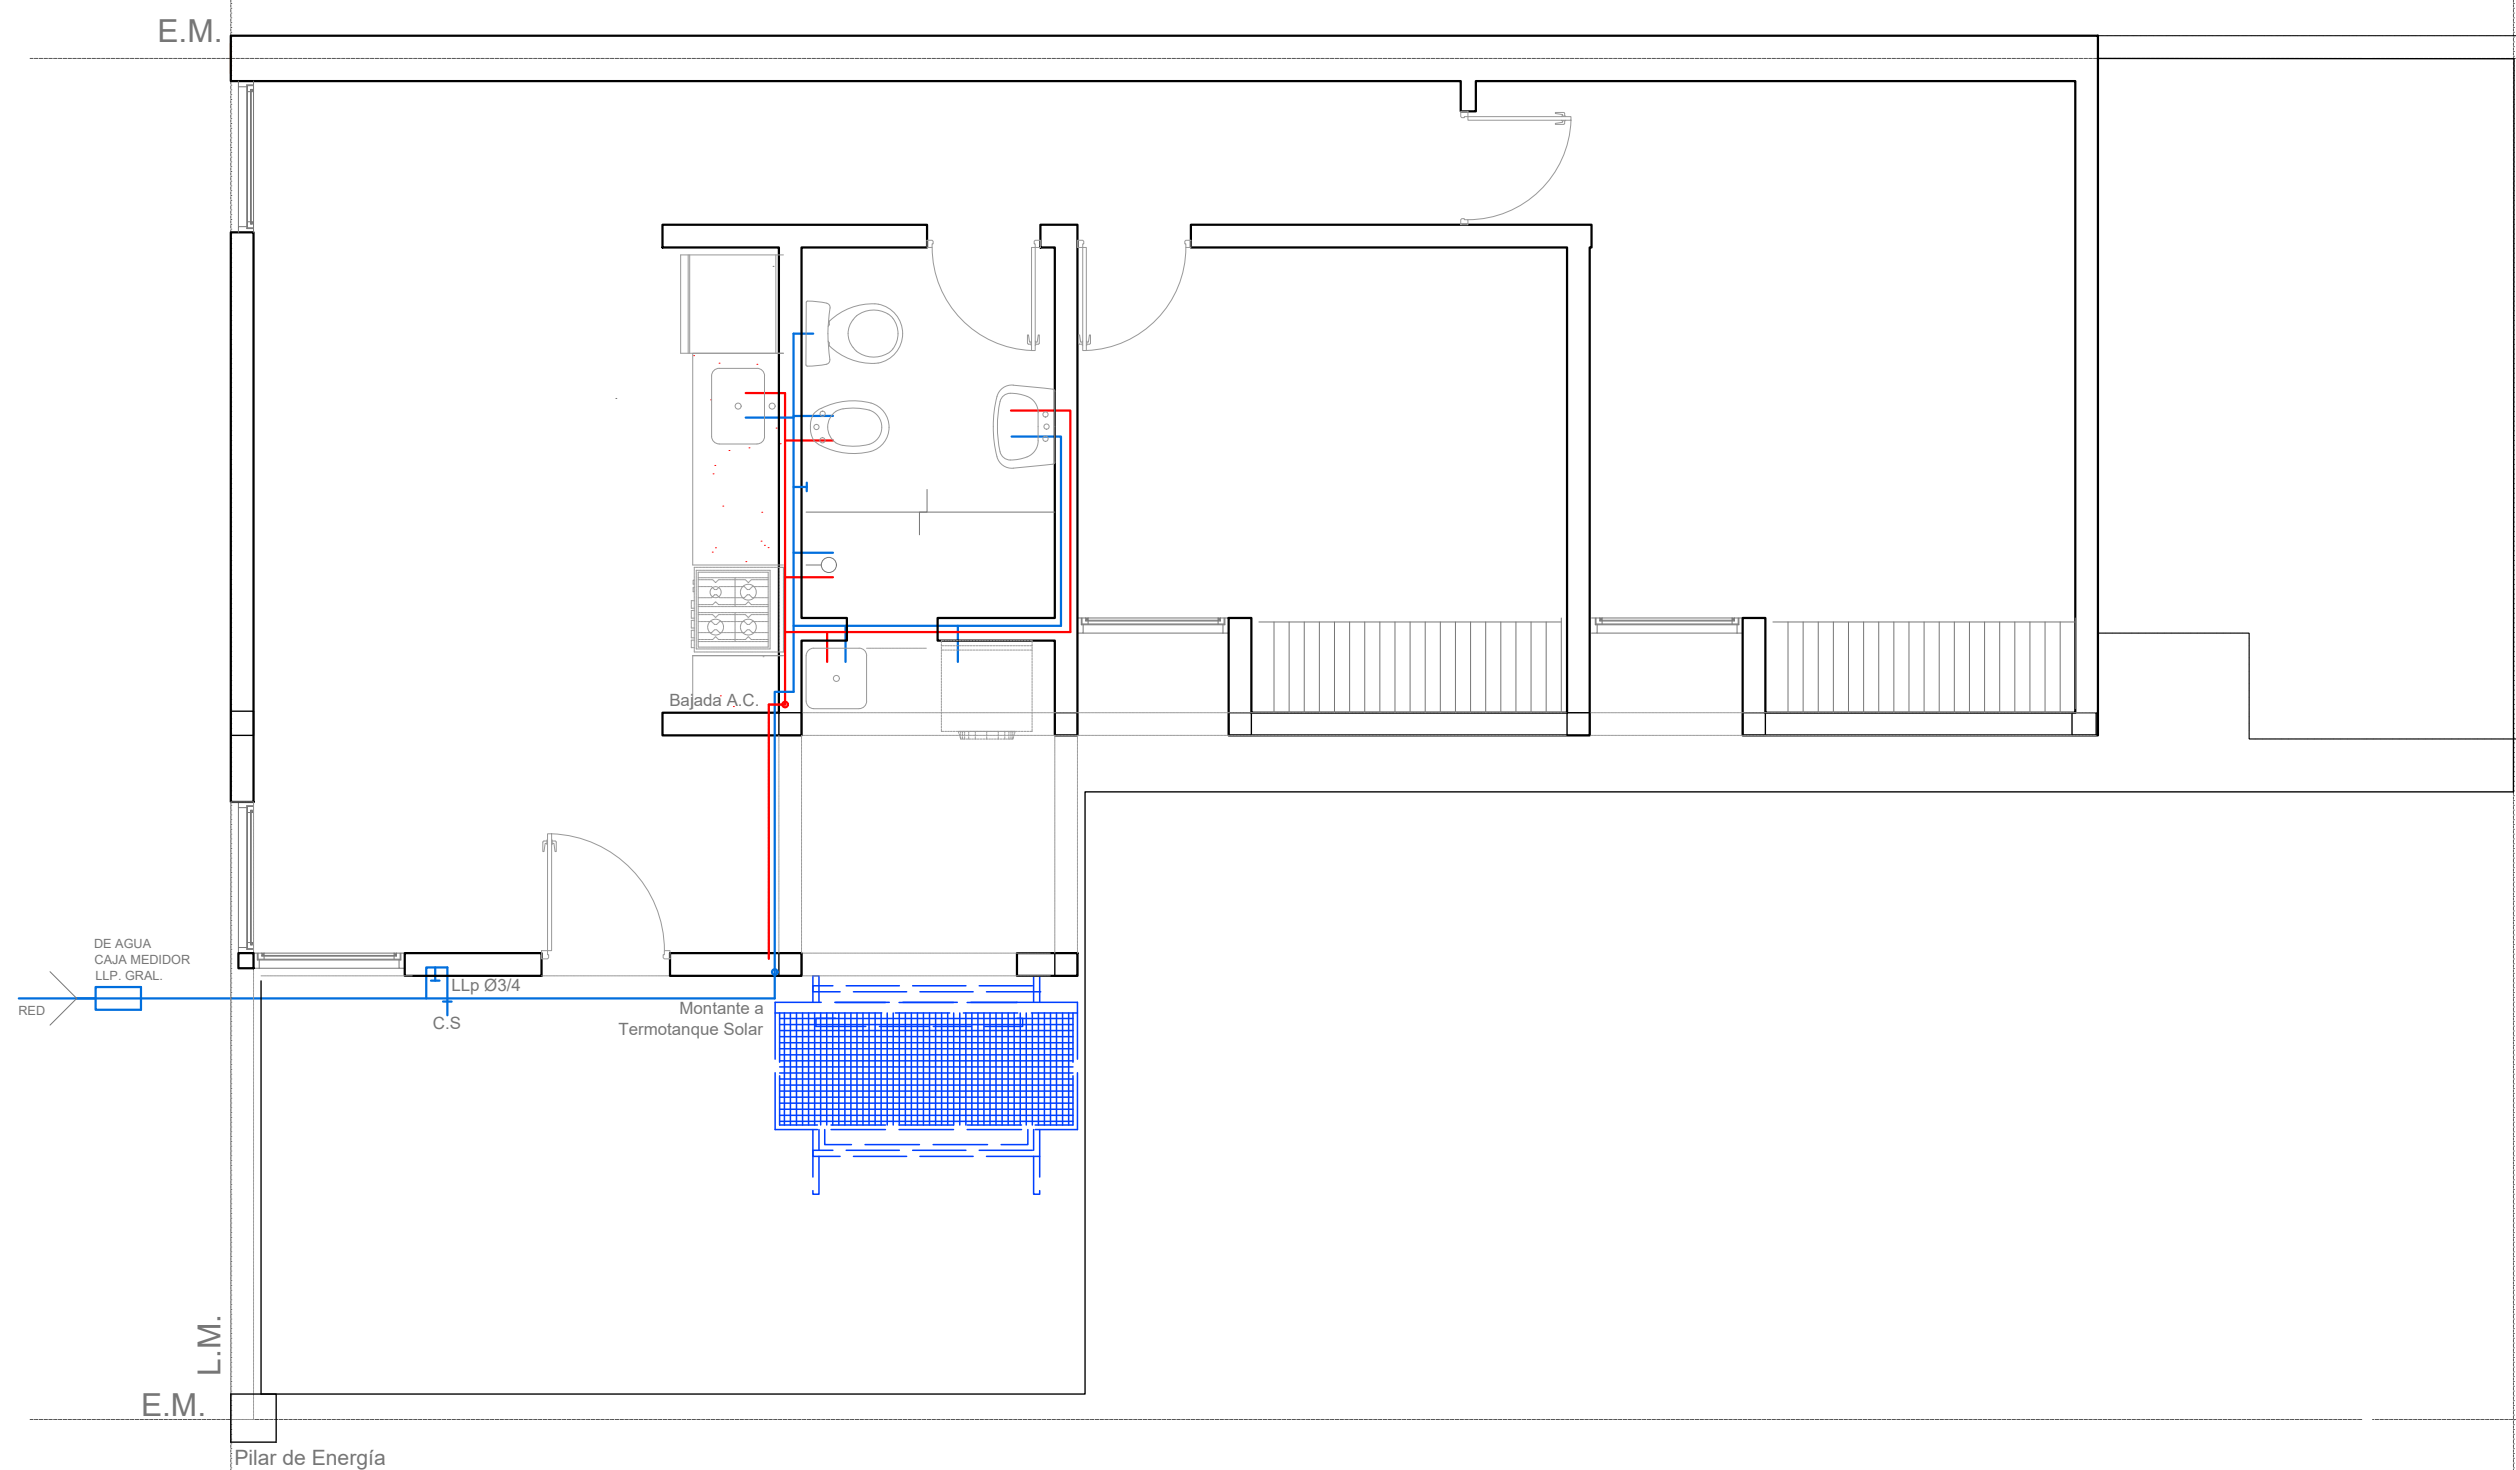 E.M.
Bajada A.C.
DE AGUA
CAJA MEDIDOR
LLP. GRAL.
RED
LLp Ø3/4
C.S
Montante a
Termotanque Solar
L.M.
E.M.
Pilar de Energía